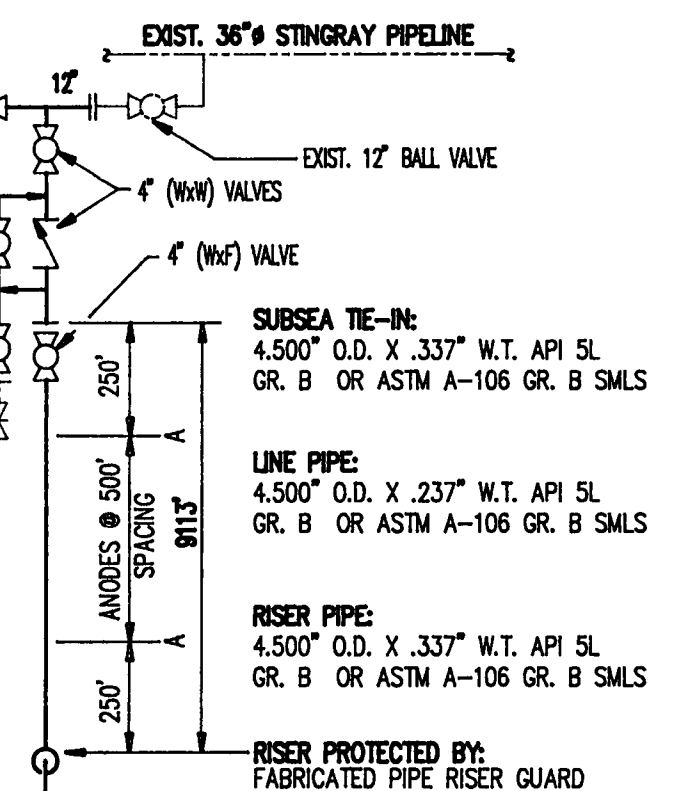 EXIST. 36"ø STINGRAY PIPELINE
12"
EXIST. 12" BALL VALVE
4" (WxW) VALVES
4" (WxF) VALVE
SUBSEA TIE-IN:
4.500" O.D. X .337" W.T. API 5L
GR. B OR ASTM A-106 GR. B SMLS
250'
A
LINE PIPE:
4.500" O.D. X .237" W.T. API 5L
GR. B OR ASTM A-106 GR. B SMLS
ANODES @ 500'
SPACING
9113'
RISER PIPE:
4.500" O.D. X .337" W.T. API 5L
GR. B OR ASTM A-106 GR. B SMLS
A
250'
RISER PROTECTED BY:
FABRICATED PIPE RISER GUARD